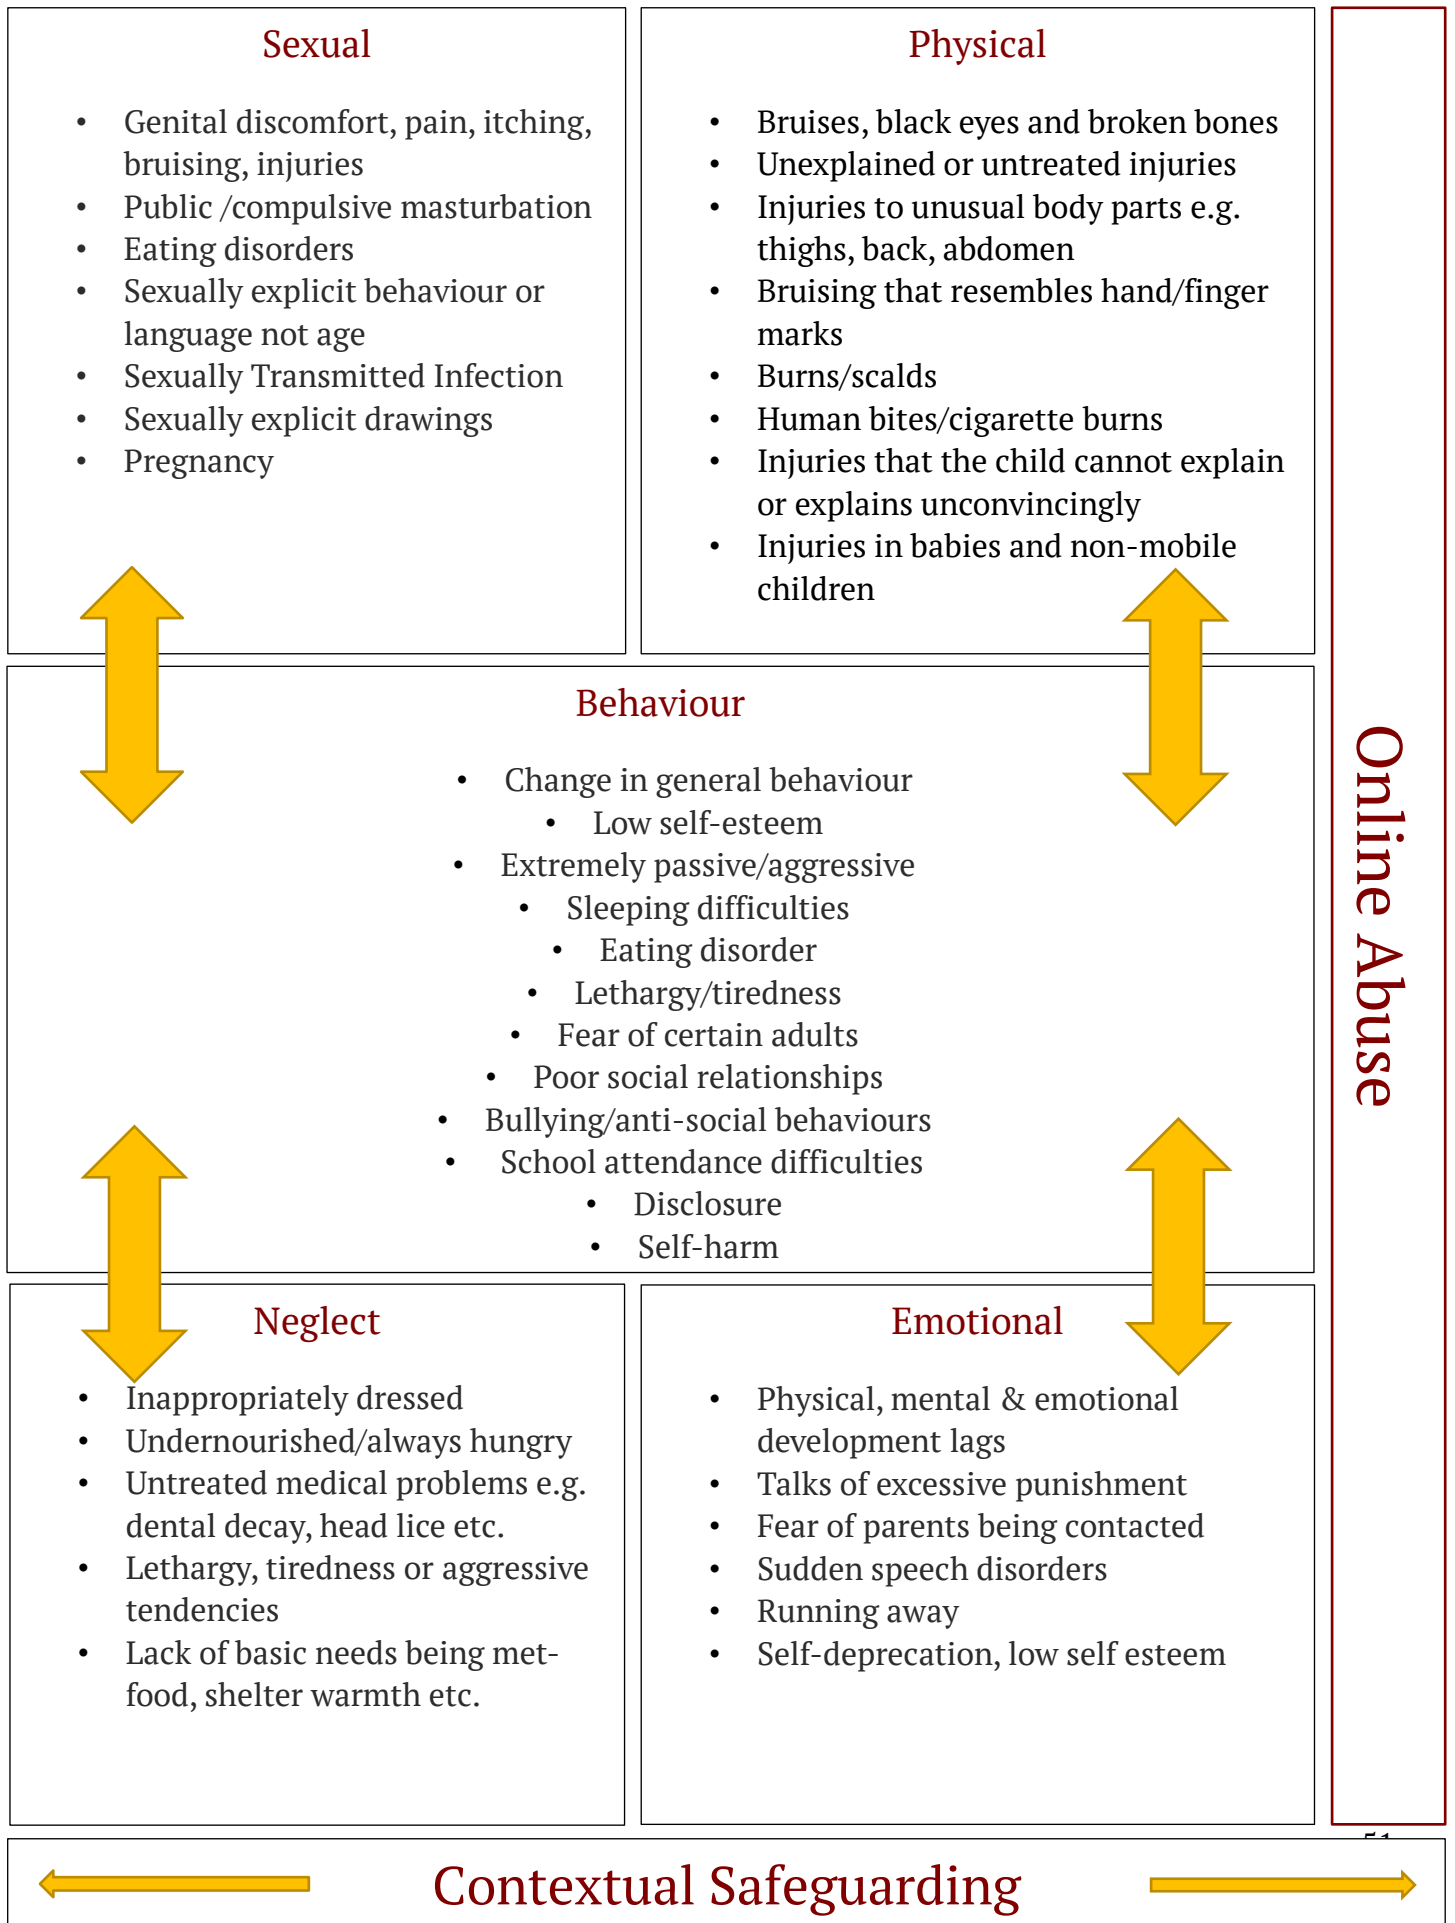 Sexual
• Genital discomfort, pain, itching,
bruising, injuries
• Public /compulsive masturbation
• Eating disorders
• Sexually explicit behaviour or
language not age
• Sexually Transmitted Infection
• Sexually explicit drawings
• Pregnancy
Physical
• Bruises, black eyes and broken bones
• Unexplained or untreated injuries
• Injuries to unusual body parts e.g.
thighs, back, abdomen
• Bruising that resembles hand/finger
marks
• Burns/scalds
• Human bites/cigarette burns
• Injuries that the child cannot explain
or explains unconvincingly
• Injuries in babies and non-mobile
children
Behaviour
• Change in general behaviour
• Low self-esteem
• Extremely passive/aggressive
• Sleeping difficulties
• Eating disorder
• Lethargy/tiredness
• Fear of certain adults
• Poor social relationships
• Bullying/anti-social behaviours
• School attendance difficulties
• Disclosure
• Self-harm
Neglect
• Inappropriately dressed
• Undernourished/always hungry
• Untreated medical problems e.g.
dental decay, head lice etc.
• Lethargy, tiredness or aggressive
tendencies
• Lack of basic needs being met-
food, shelter warmth etc.
Emotional
• Physical, mental & emotional
development lags
• Talks of excessive punishment
• Fear of parents being contacted
• Sudden speech disorders
• Running away
• Self-deprecation, low self esteem
Online Abuse
Contextual Safeguarding